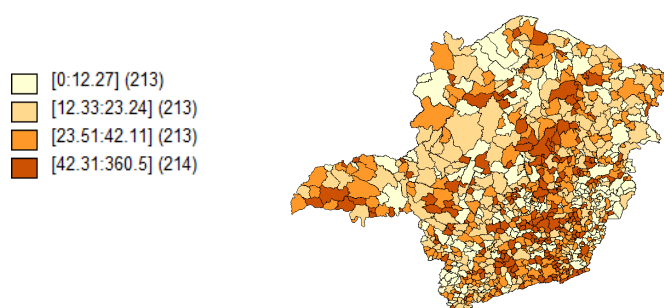 [0:12.27] (213)
[12.33:23.24] (213)
[23.51:42.11] (213)
[42.31:360.5] (214)